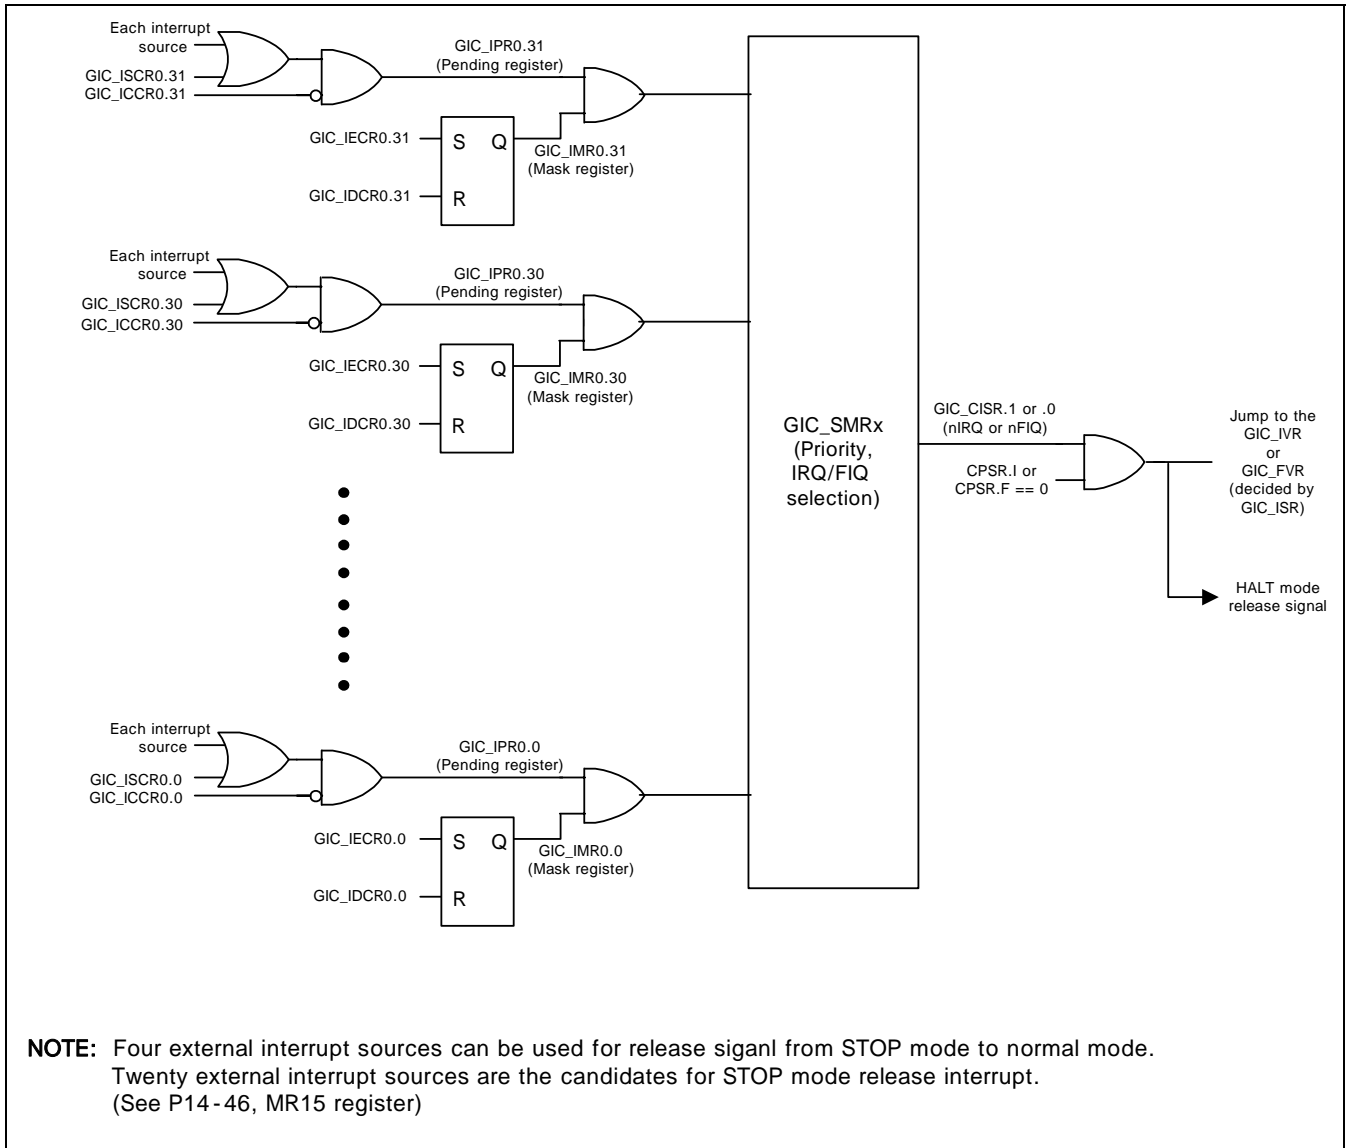 Each interrupt
source
GIC_ISCR0.31
GIC_ICCR0.31
GIC_IPR0.31
(Pending register)
GIC_IECR0.31
S Q
GIC_IMR0.31
(Mask register)
GIC_IDCR0.31
R
Each interrupt
source
GIC_ISCR0.30
GIC_ICCR0.30
GIC_IPR0.30
(Pending register)
GIC_IECR0.30
S Q
GIC_IMR0.30
(Mask register)
GIC_IDCR0.30
R
Each interrupt
source
GIC_ISCR0.0
GIC_ICCR0.0
GIC_IPR0.0
(Pending register)
GIC_IECR0.0
S Q
GIC_IMR0.0
(Mask register)
GIC_IDCR0.0
R
GIC_SMRx
(Priority,
IRQ/FIQ
selection)
GIC_CISR.1 or .0
(nIRQ or nFIQ)
CPSR.I or
CPSR.F == 0
Jump to the
GIC_IVR
or
GIC_FVR
(decided by
GIC_ISR)
HALT mode
release signal
NOTE: Four external interrupt sources can be used for release siganl from STOP mode to normal mode.
Twenty external interrupt sources are the candidates for STOP mode release interrupt.
(See P14-46, MR15 register)